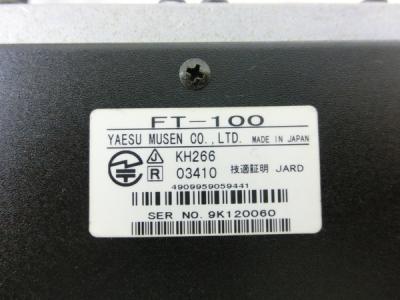 FT-100
YAESU MUSEN CO., LTD. MADE IN JAPAN
J KH266
R 03410 技適証明 JARD
4909959059441
SER NO. 9K120060